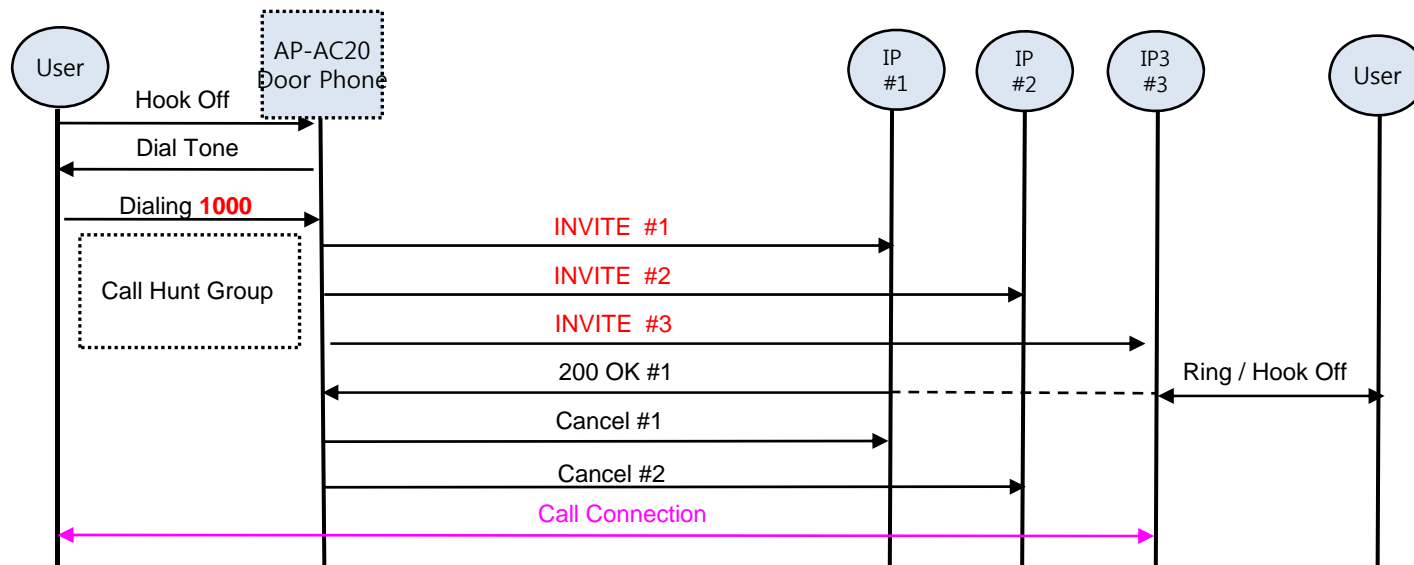 User
AP-AC20
Door Phone
IP
#1
IP
#2
IP3
#3
User
Hook Off
Dial Tone
Dialing 1000
INVITE #1
Call Hunt Group
INVITE #2
INVITE #3
200 OK #1
Ring / Hook Off
Cancel #1
Cancel #2
Call Connection